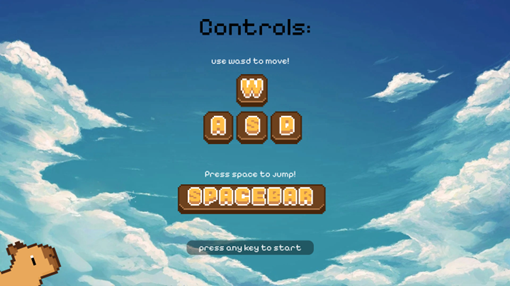 Controls:
use wasd to move!
W
A S D
Press space to Jump!
SPACEBAR
press any key to start